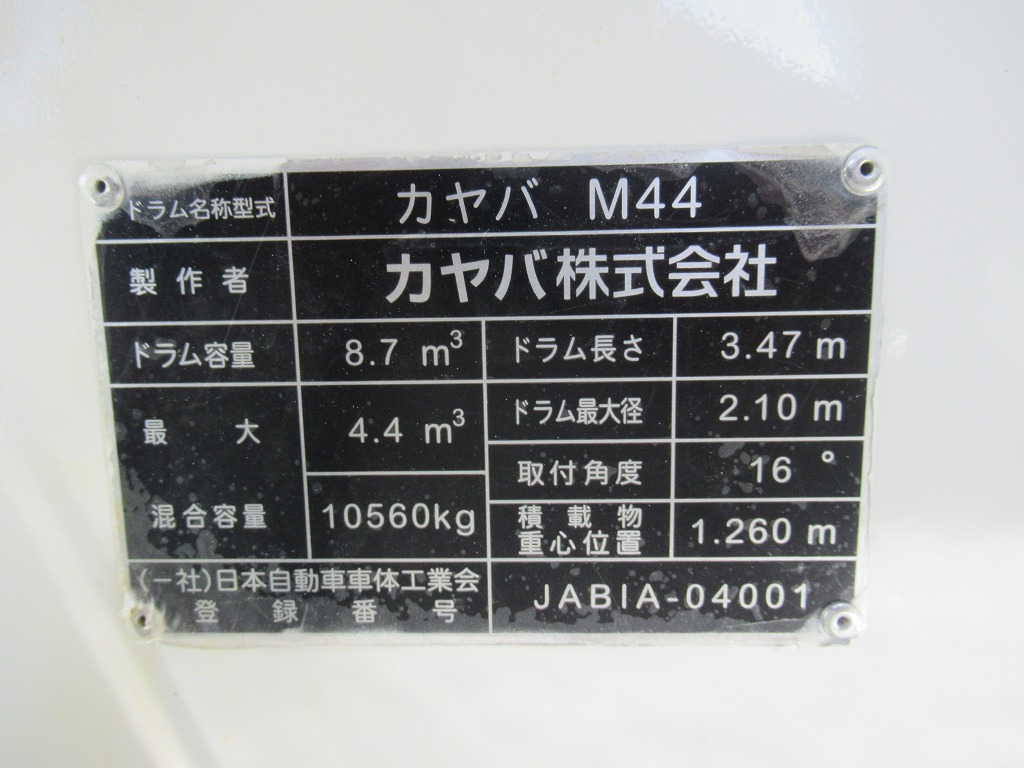 ドラム名称型式 カヤバ M44
製作者 カヤバ株式会社
ドラム容量 8.7 m³ ドラム長さ 3.47 m
最大 4.4 m³ ドラム最大径 2.10 m
取付角度 16 °
混合容量 10560kg 積載物
重心位置 1.260 m
(一社)日本自動車車体工業会
登録番号 JABIA-04001